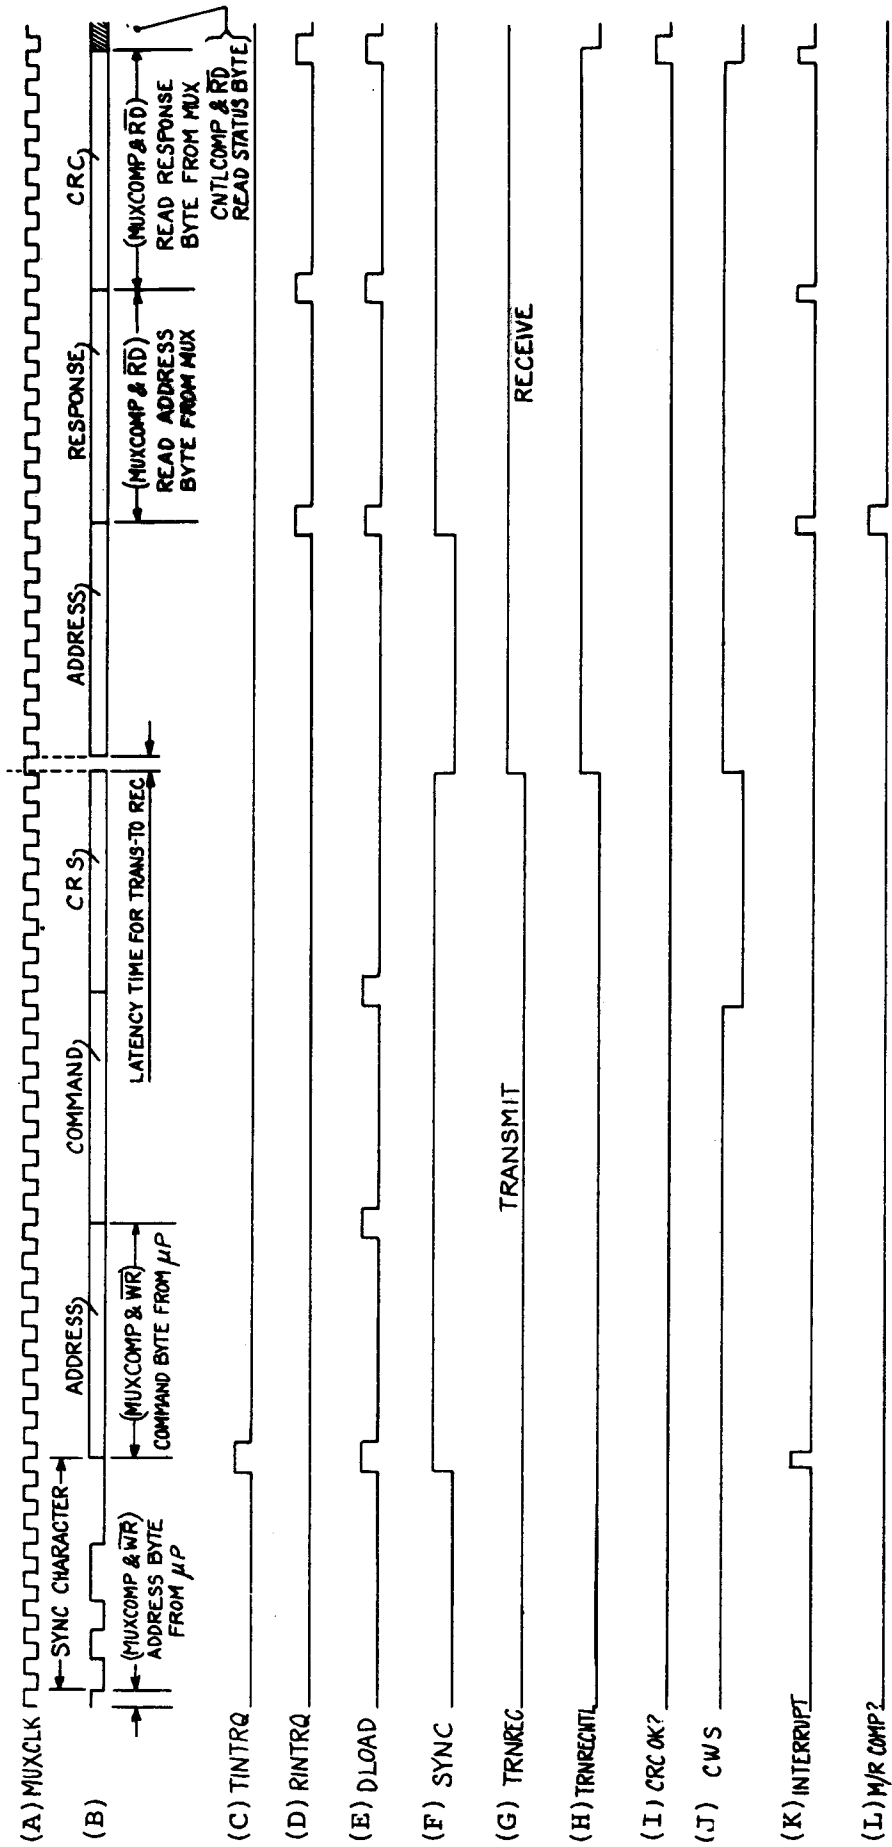 (A) MUXCLK
(B)
SYNC CHARACTER
(MUXCOMP & WR)
ADDRESS BYTE
FROM μP
ADDRESS
(MUXCOMP & WR)
COMMAND BYTE FROM μP
COMMAND
CRS
LATENCY TIME FOR TRANS-TO REC
ADDRESS
RESPONSE
(MUXCOMP & RD)
READ ADDRESS
BYTE FROM MUX
CRC
(MUXCOMP & RD)
READ RESPONSE
BYTE FROM MUX
CNTLCOMP & RD
READ STATUS BYTE
(C) TINTRQ
(D) RINTRQ
(E) DLOAD
(F) SYNC
(G) TRNREC
TRANSMIT
RECEIVE
(H) TRNRECNTL
(I) CRC OK?
(J) CWS
(K) INTERRUPT
(L) M/R COMP?